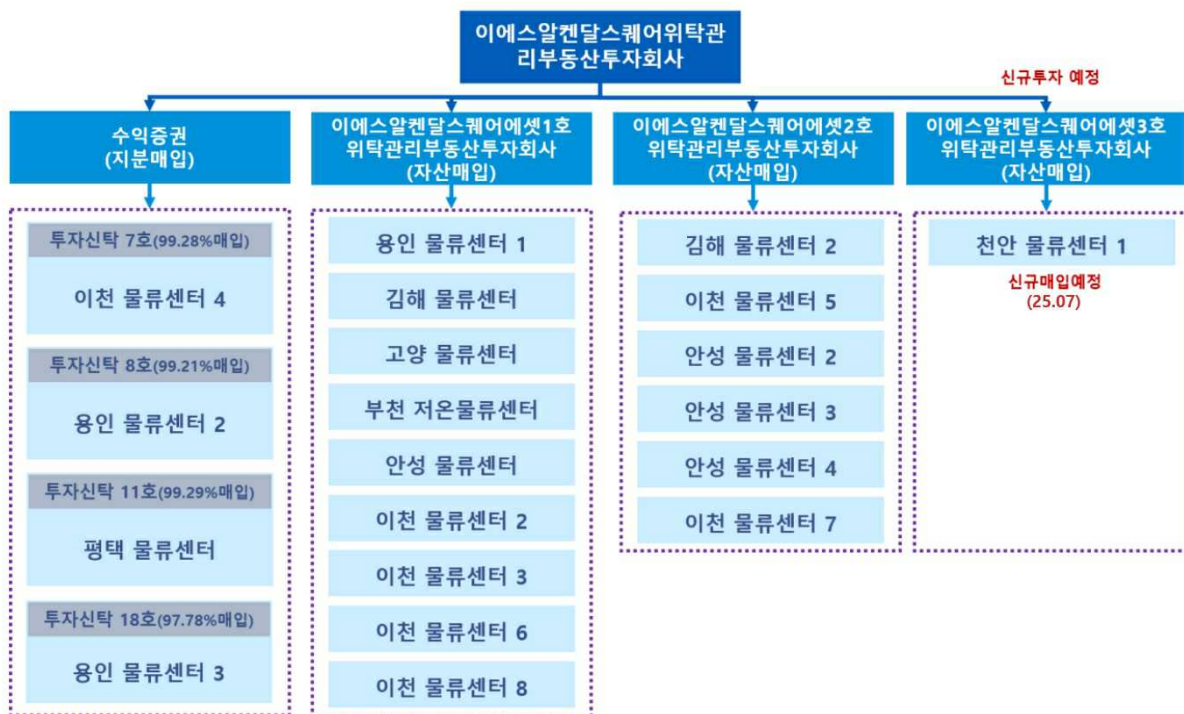 이에스알켄달스퀘어위탁관
리부동산투자회사
신규투자 예정
수익증권
(지분매입)
이에스알켄달스퀘어에셋1호
위탁관리부동산투자회사
(자산매입)
이에스알켄달스퀘어에셋2호
위탁관리부동산투자회사
(자산매입)
이에스알켄달스퀘어에셋3호
위탁관리부동산투자회사
(자산매입)
투자신탁 7호(99.28%매입)
이천 물류센터 4
투자신탁 8호(99.21%매입)
용인 물류센터 2
투자신탁 11호(99.29%매입)
평택 물류센터
투자신탁 18호(97.78%매입)
용인 물류센터 3
용인 물류센터 1
김해 물류센터
고양 물류센터
부천 저온물류센터
안성 물류센터
이천 물류센터 2
이천 물류센터 3
이천 물류센터 6
이천 물류센터 8
김해 물류센터 2
이천 물류센터 5
안성 물류센터 2
안성 물류센터 3
안성 물류센터 4
이천 물류센터 7
천안 물류센터 1
신규매입예정
(25.07)